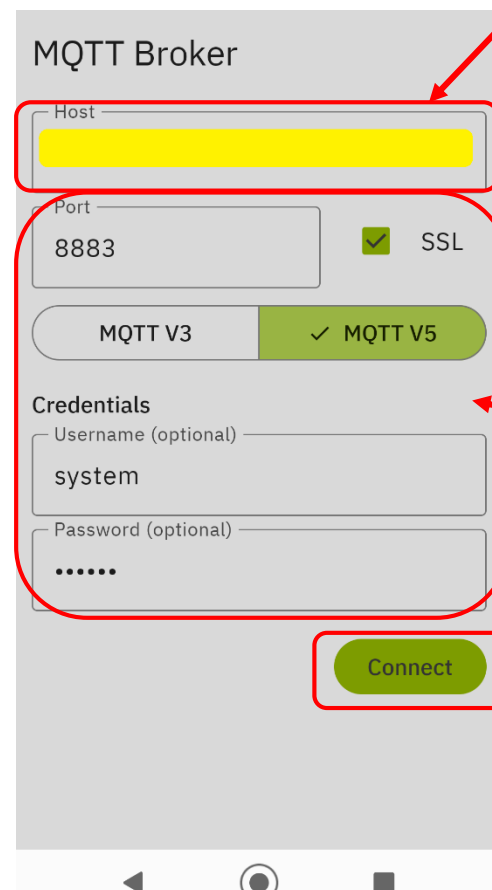 MQTT Broker
Host
Port
8883
SSL
MQTT V3
MQTT V5
Credentials
Username (optional)
system
Password (optional)
••••••
Connect